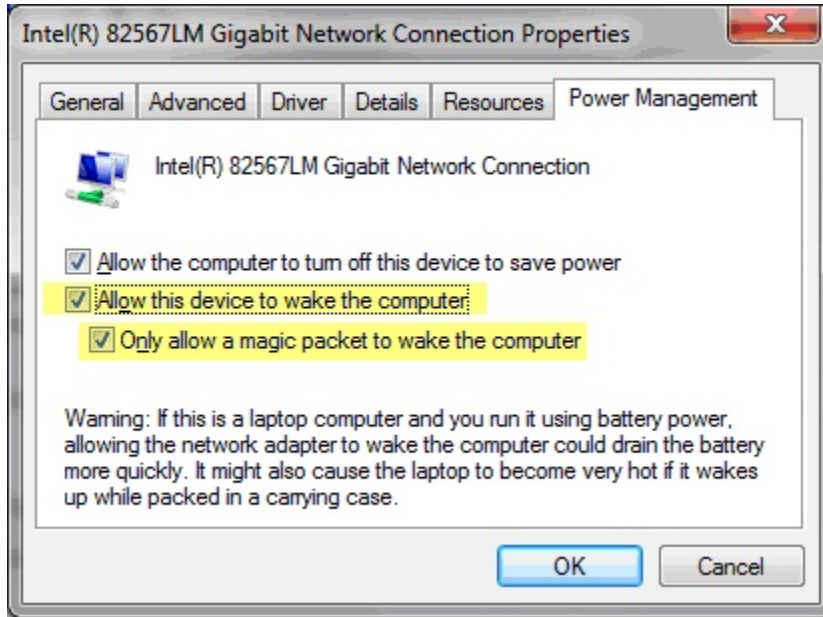 Intel(R) 82567LM Gigabit Network Connection Properties
General Advanced Driver Details Resources Power Management
Intel(R) 82567LM Gigabit Network Connection
Allow the computer to turn off this device to save power
Allow this device to wake the computer
Only allow a magic packet to wake the computer
Warning: If this is a laptop computer and you run it using battery power,
allowing the network adapter to wake the computer could drain the battery
more quickly. It might also cause the laptop to become very hot if it wakes
up while packed in a carrying case.
OK Cancel